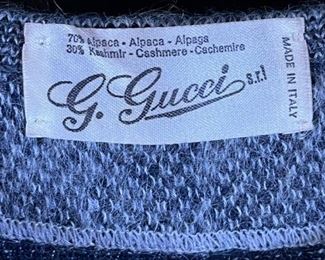 70% Alpaca - Alpaca - Alpaga
30% Kashmir - Cashmere - Cachemire
G. Gucci s.r.l
MADE IN ITALY